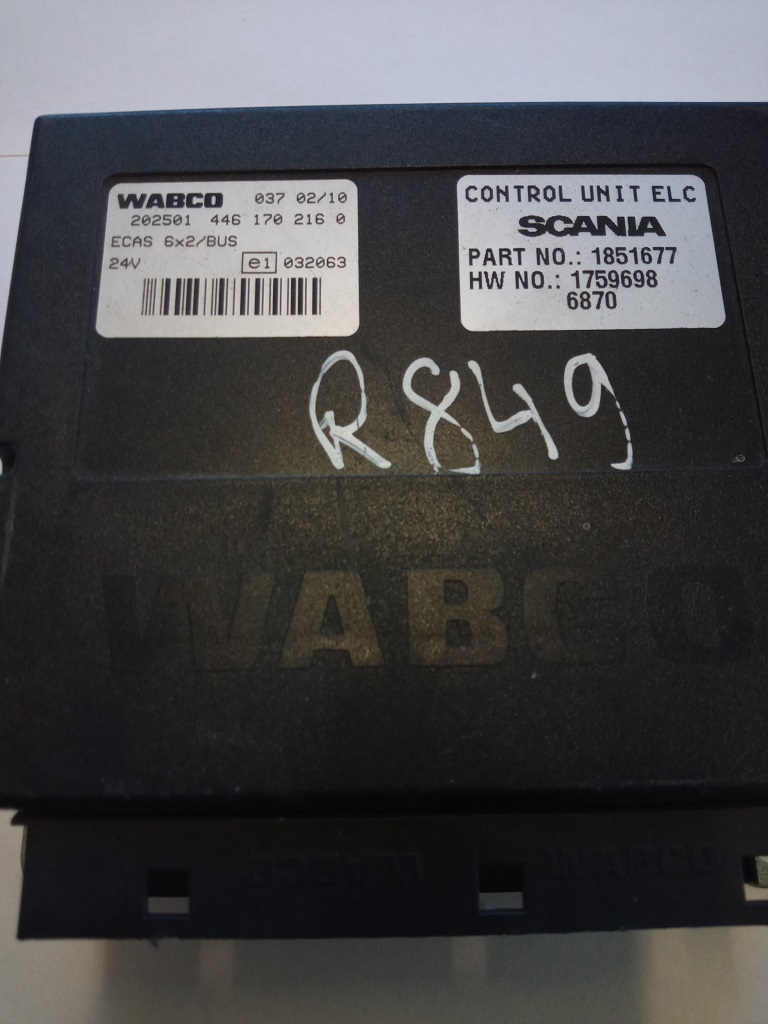 WABCO 037 02/10
202501 446 170 216 0
ECAS 6x2/BUS
24V e1 032063
CONTROL UNIT ELC
SCANIA
PART NO.: 1851677
HW NO.: 1759698
6870
R849
WABCO
WABCO